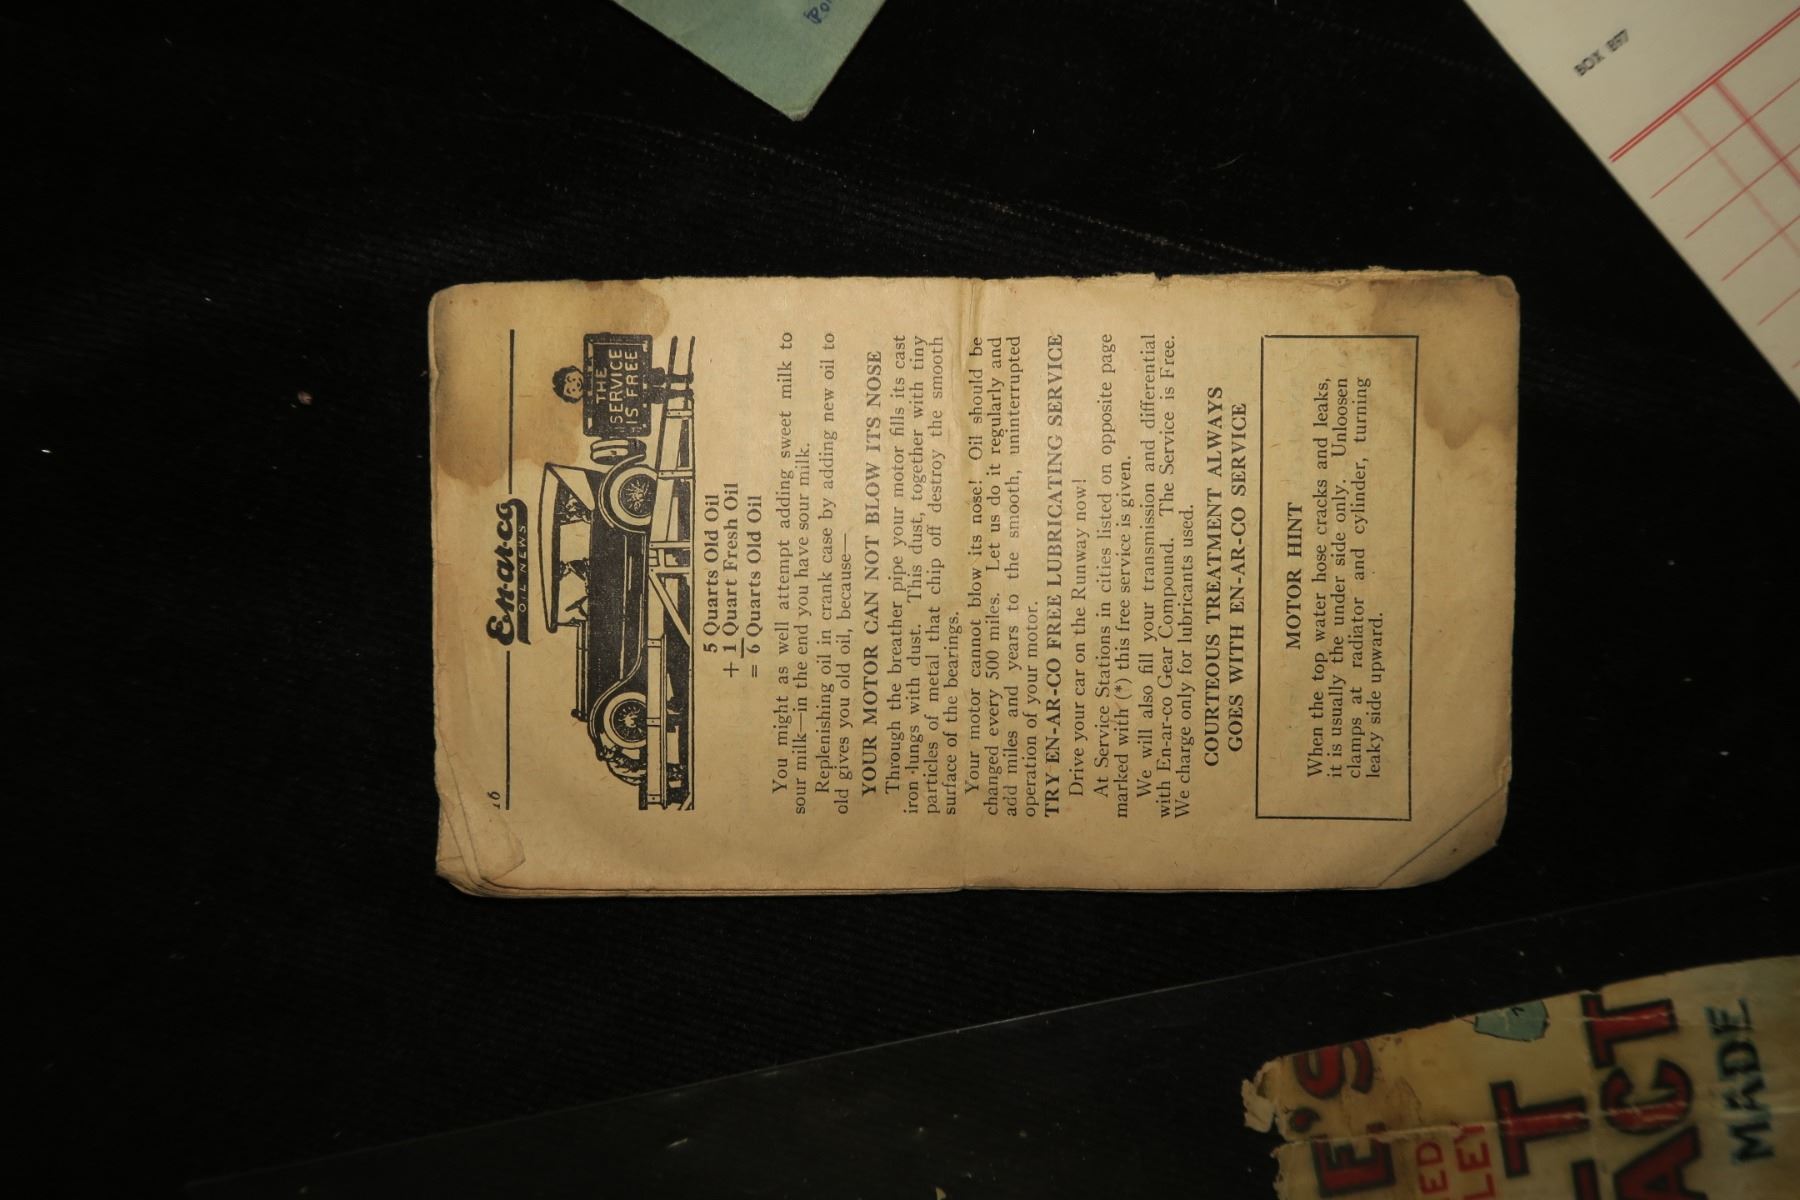 16
En-ar-co
OIL NEWS
THE
SERVICE
IS FREE
5 Quarts Old Oil
+ 1 Quart Fresh Oil
= 6 Quarts Old Oil
You might as well attempt adding sweet milk to
sour milk—in the end you have sour milk.
Replenishing oil in crank case by adding new oil to
old gives you old oil, because—
YOUR MOTOR CAN NOT BLOW ITS NOSE
Through the breather pipe your motor fills its cast
iron lungs with dust. This dust, together with tiny
particles of metal that chip off destroy the smooth
surface of the bearings.
Your motor cannot blow its nose! Oil should be
changed every 500 miles. Let us do it regularly and
add miles and years to the smooth, uninterrupted
operation of your motor.
TRY EN-AR-CO FREE LUBRICATING SERVICE
Drive your car on the Runway now!
At Service Stations in cities listed on opposite page
marked with (*) this free service is given.
We will also fill your transmission and differential
with En-ar-co Gear Compound. The Service is Free.
We charge only for lubricants used.
COURTEOUS TREATMENT ALWAYS
GOES WITH EN-AR-CO SERVICE
MOTOR HINT
When the top water hose cracks and leaks,
it is usually the under side only. Unloosen
clamps at radiator and cylinder, turning
leaky side upward.
BOX 897
E'S
ED
LEY
T
ACT
MADE